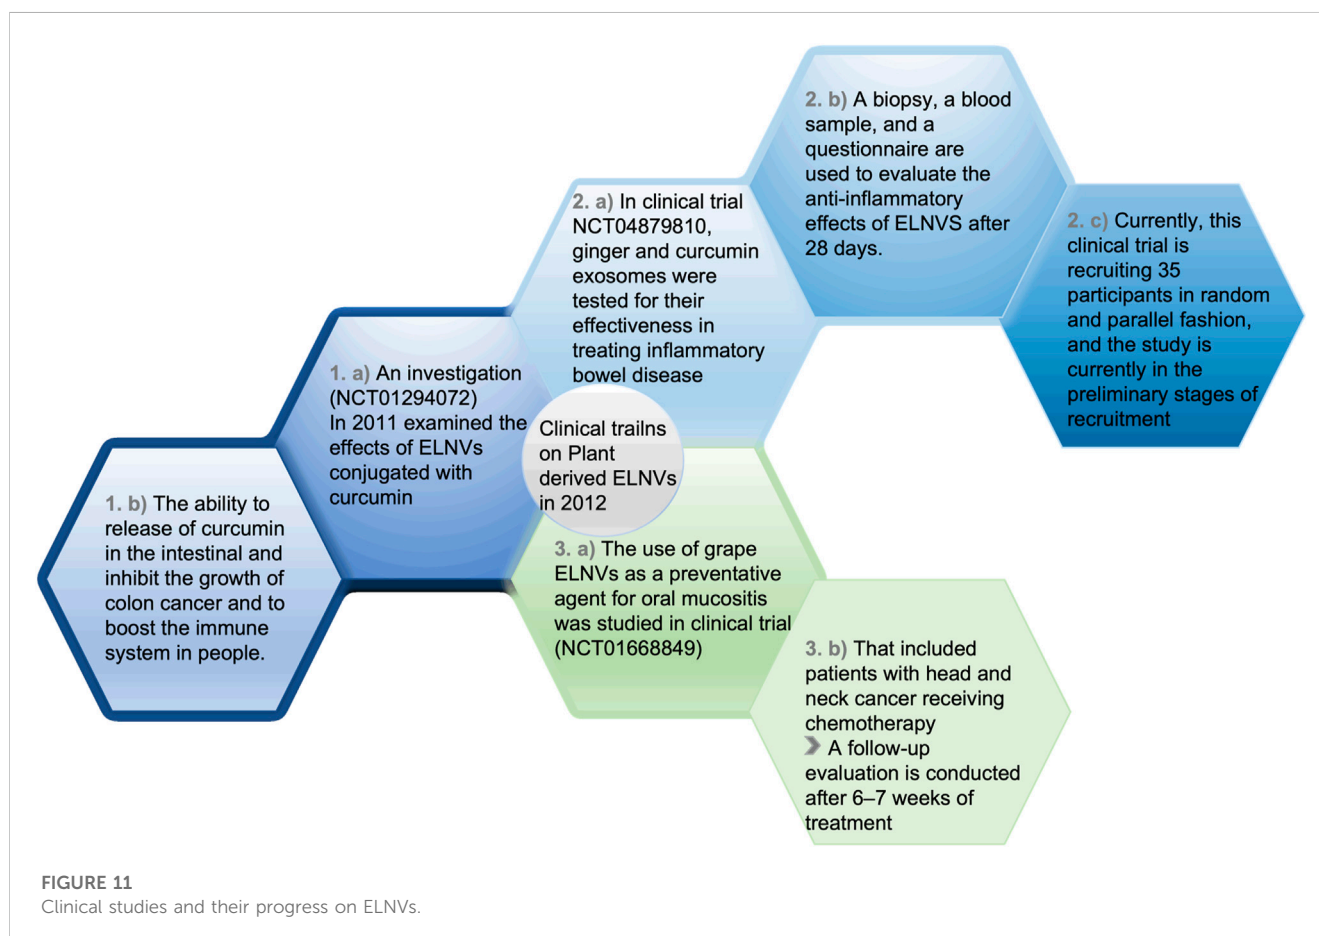 Clinical trailns
on Plant
derived ELNVs
in 2012
1. a) An investigation
(NCT01294072)
In 2011 examined the
effects of ELNVs
conjugated with
curcumin
1. b) The ability to
release of curcumin
in the intestinal and
inhibit the growth of
colon cancer and to
boost the immune
system in people.
2. a) In clinical trial
NCT04879810,
ginger and curcumin
exosomes were
tested for their
effectiveness in
treating inflammatory
bowel disease
2. b) A biopsy, a blood
sample, and a
questionnaire are
used to evaluate the
anti-inflammatory
effects of ELNVS after
28 days.
2. c) Currently, this
clinical trial is
recruiting 35
participants in random
and parallel fashion,
and the study is
currently in the
preliminary stages of
recruitment
3. a) The use of grape
ELNVs as a preventative
agent for oral mucositis
was studied in clinical trial
(NCT01668849)
3. b) That included
patients with head and
neck cancer receiving
chemotherapy
A follow-up
evaluation is conducted
after 6–7 weeks of
treatment
FIGURE 11
Clinical studies and their progress on ELNVs.